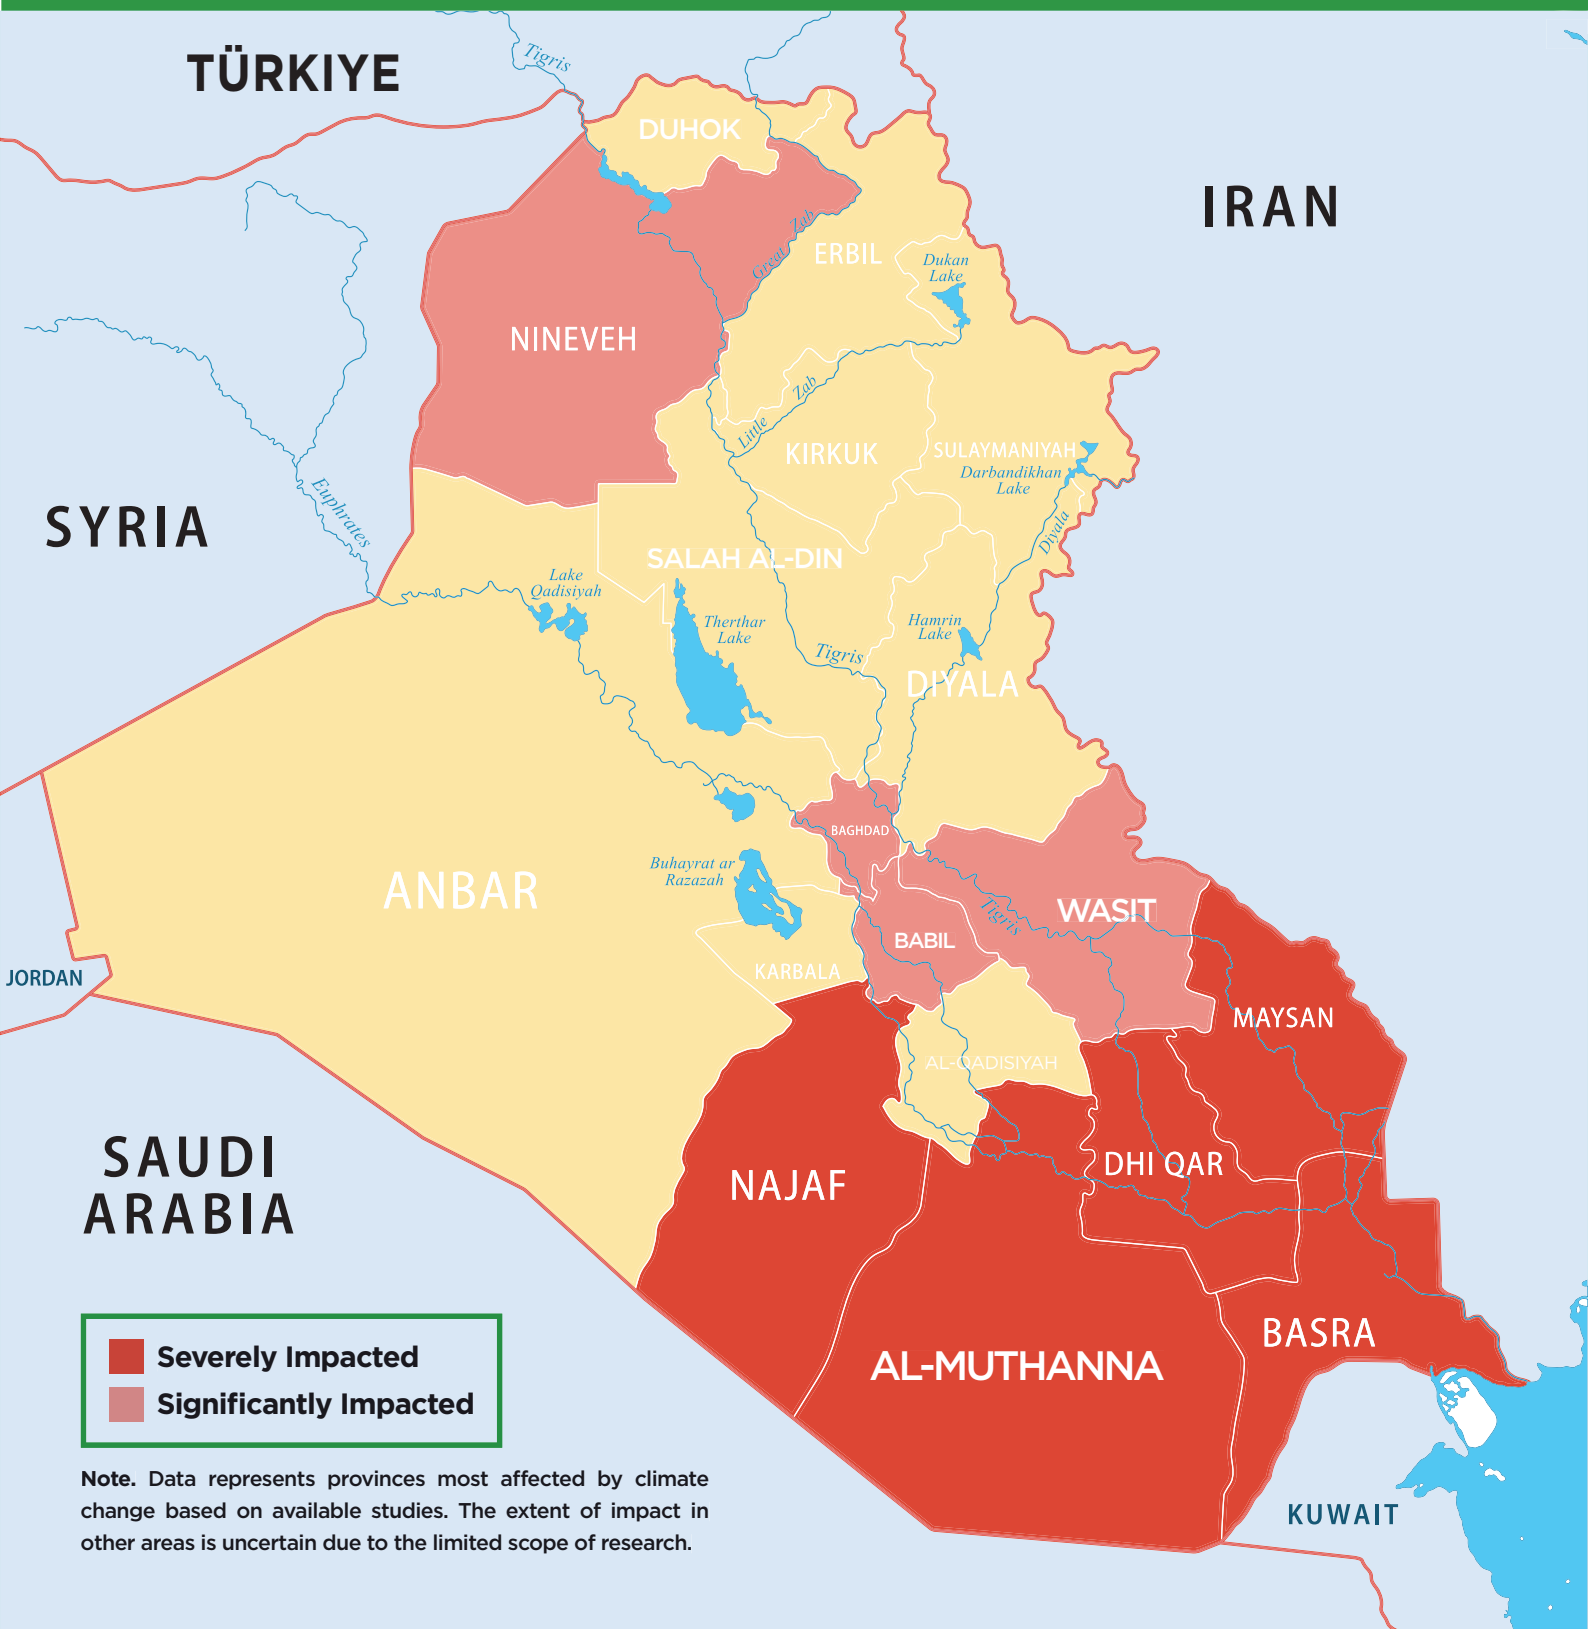 TÜRKIYE
Tigris
DUHOK
IRAN
Great Zab
ERBIL
Dukan
Lake
NINEVEH
Little Zab
KIRKUK
SULAYMANIYAH
Darbandikhan
Lake
SYRIA
Euphrates
Diyala
SALAH AL-DIN
Lake
Qadisiyah
Therthar
Lake
Hamrin
Lake
Tigris
DIYALA
BAGHDAD
Buhayrat ar
Razazah
ANBAR
WASIT
Tigris
BABIL
KARBALA
JORDAN
MAYSAN
AL-QADISIYAH
SAUDI
ARABIA
DHI QAR
NAJAF
BASRA
AL-MUTHANNA
Severely Impacted
Significantly Impacted
Note. Data represents provinces most affected by climate
change based on available studies. The extent of impact in
other areas is uncertain due to the limited scope of research.
KUWAIT